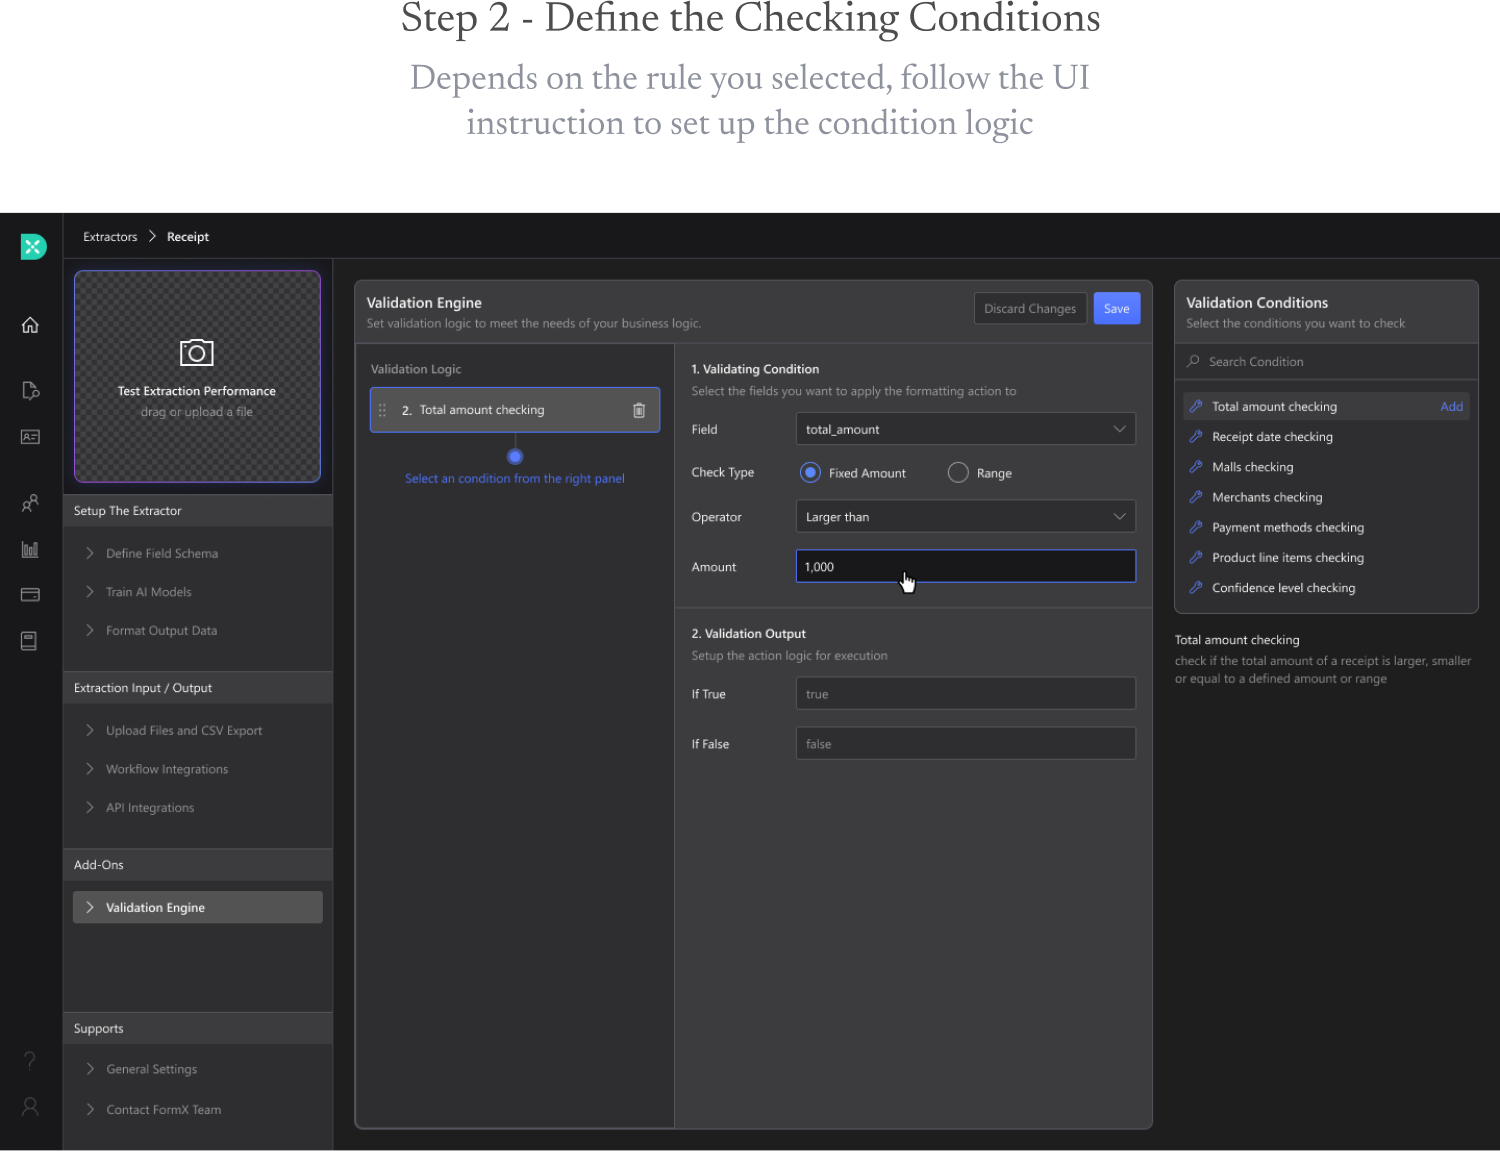 Step 2 - Define the Checking Conditions
Depends on the rule you selected, follow the UI
instruction to set up the condition logic
Extractors
Receipt
Test Extraction Performance
drag or upload a file
Setup The Extractor
Define Field Schema
Train AI Models
Format Output Data
Extraction Input / Output
Upload Files and CSV Export
Workflow Integrations
API Integrations
Add-Ons
Validation Engine
Supports
General Settings
Contact FormX Team
Validation Engine
Set validation logic to meet the needs of your business logic.
Discard Changes
Save
Validation Logic
2. Total amount checking
Select an condition from the right panel
1. Validating Condition
Select the fields you want to apply the formatting action to
Field
total_amount
Check Type
Fixed Amount
Range
Operator
Larger than
Amount
1,000
2. Validation Output
Setup the action logic for execution
If True
true
If False
false
Validation Conditions
Select the conditions you want to check
Search Condition
Total amount checking
Add
Receipt date checking
Malls checking
Merchants checking
Payment methods checking
Product line items checking
Confidence level checking
Total amount checking
check if the total amount of a receipt is larger, smaller
or equal to a defined amount or range